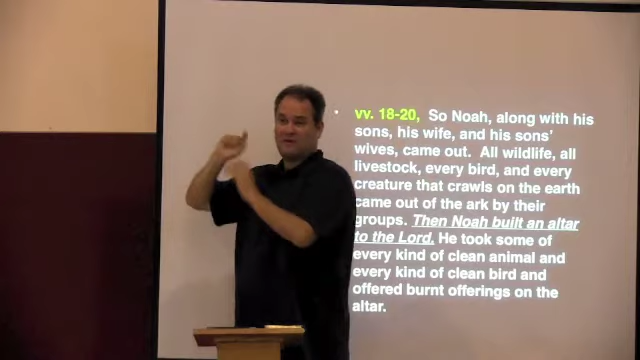 • vv. 18-20, So Noah, along with his
sons, his wife, and his sons'
wives, came out. All wildlife, all
livestock, every bird, and every
creature that crawls on the earth
came out of the ark by their
groups. Then Noah built an altar
to the Lord. He took some of
every kind of clean animal and
every kind of clean bird and
offered burnt offerings on the
altar.